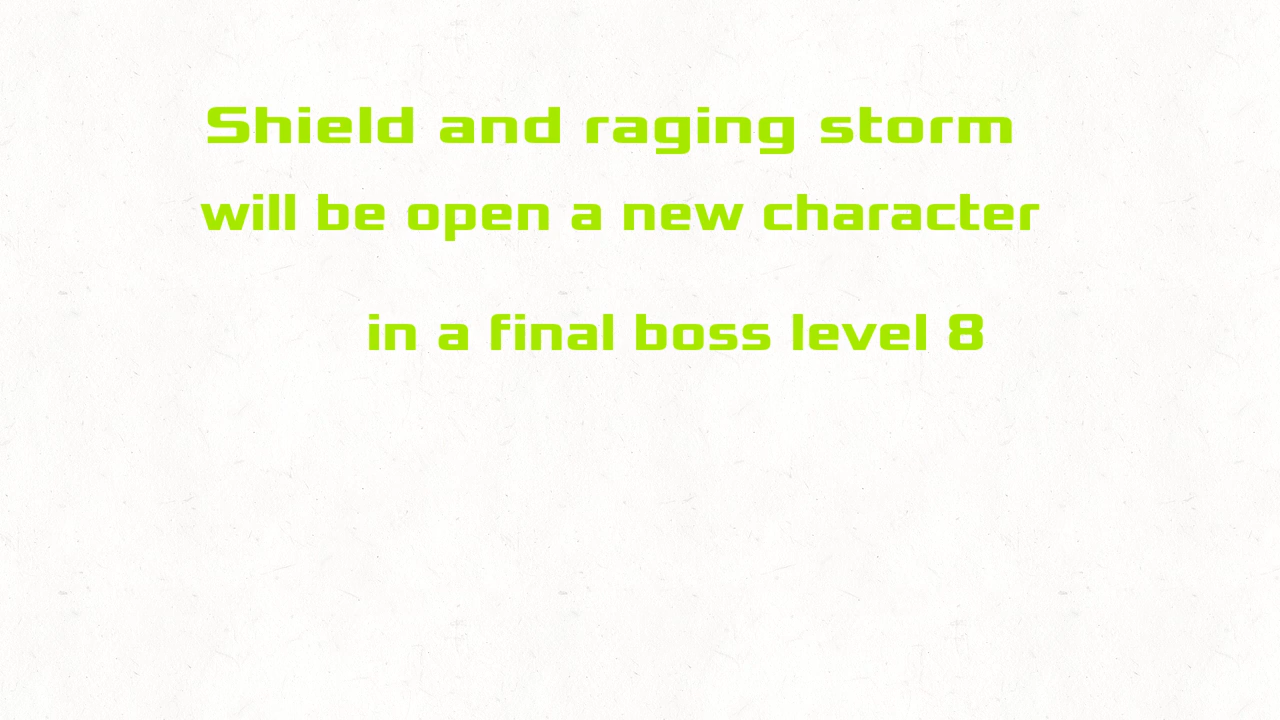 Shield and raging storm
will be open a new character
in a final boss level 8